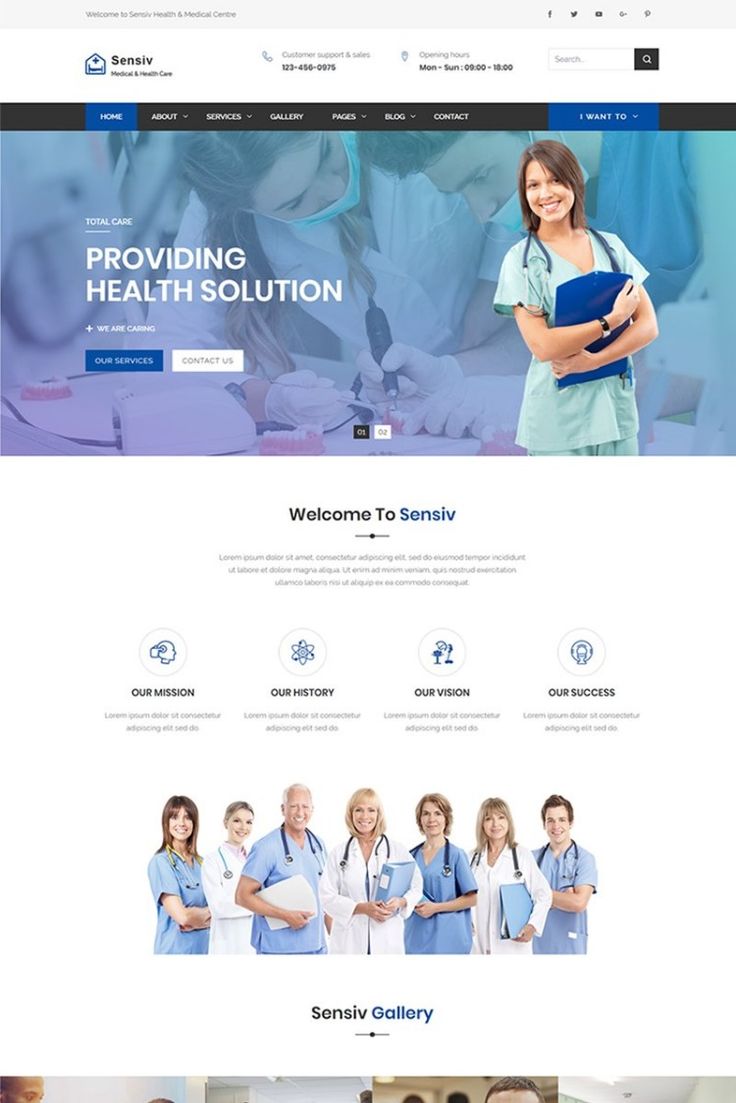 Welcome to Sensiv Health & Medical Centre
Sensiv
Medical & Health Care
Customer support & sales
123-456-0975
Opening hours
Mon - Sun : 09:00 - 18:00
Search...
HOME ABOUT SERVICES GALLERY PAGES BLOG CONTACT I WANT TO
TOTAL CARE
PROVIDING
HEALTH SOLUTION
+ WE ARE CARING
OUR SERVICES CONTACT US
01 02
Welcome To Sensiv
Lorem ipsum dolor sit amet, consectetur adipiscing elit, sed do eiusmod tempor incididunt
ut labore et dolore magna aliqua. Ut enim ad minim veniam, quis nostrud exercitation
ullamco laboris nisi ut aliquip ex ea commodo consequat.
OUR MISSION
Lorem ipsum dolor sit consectetur
adipiscing elit sed do.
OUR HISTORY
Lorem ipsum dolor sit consectetur
adipiscing elit sed do.
OUR VISION
Lorem ipsum dolor sit consectetur
adipiscing elit sed do.
OUR SUCCESS
Lorem ipsum dolor sit consectetur
adipiscing elit sed do.
Sensiv Gallery